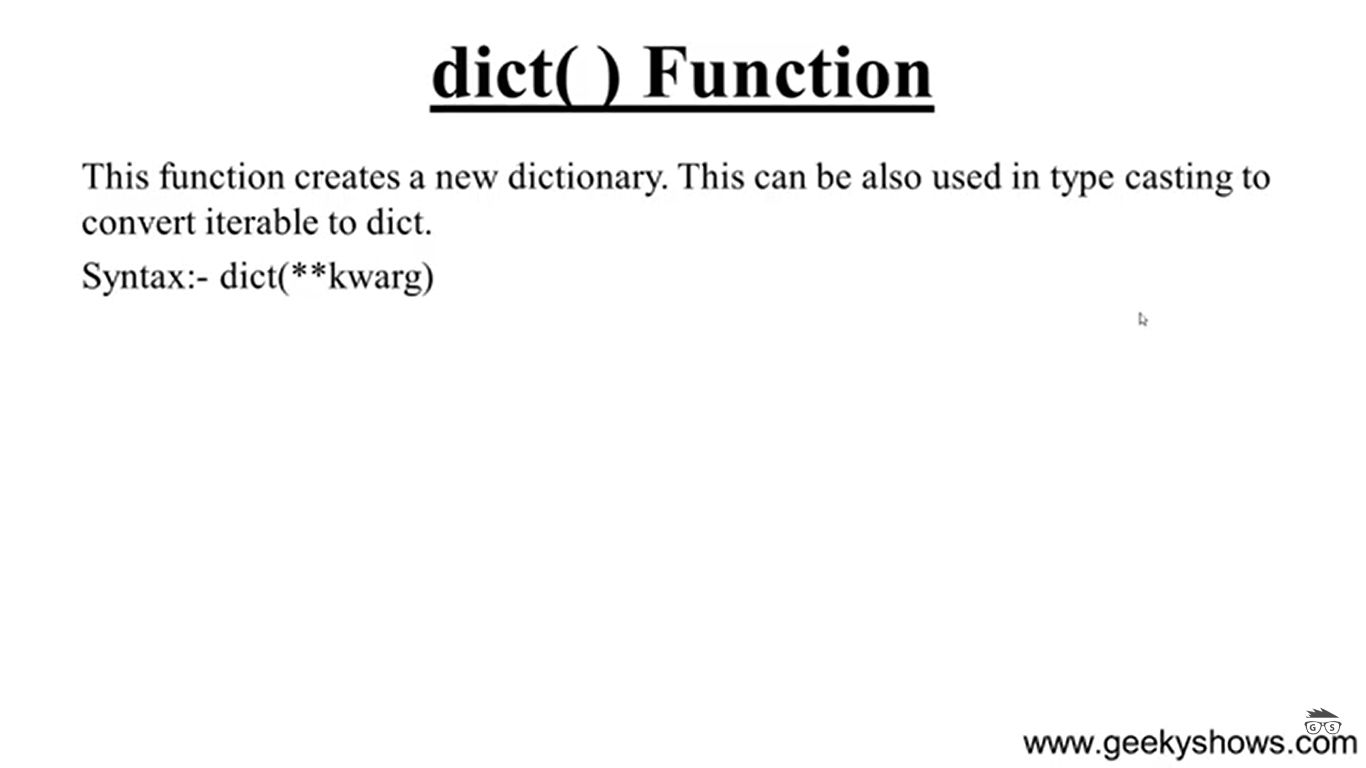 dict( ) Function
This function creates a new dictionary. This can be also used in type casting to
convert iterable to dict.
Syntax:- dict(**kwarg)
G S
www.geekyshows.com